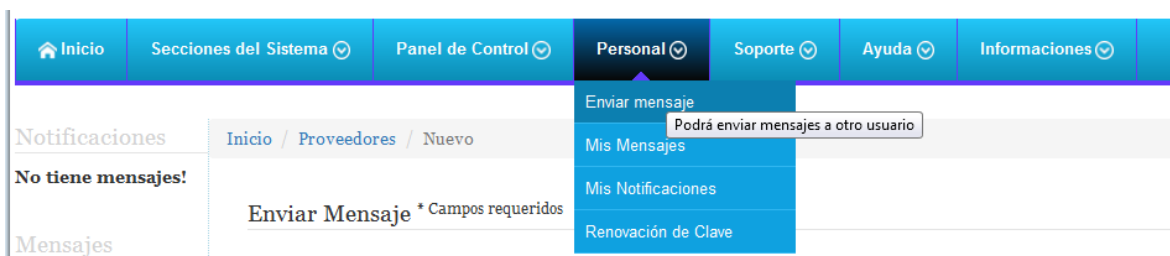 Inicio
Secciones del Sistema
Panel de Control
Personal
Soporte
Ayuda
Informaciones
Enviar mensaje
Podrá enviar mensajes a otro usuario
Mis Mensajes
Mis Notificaciones
Renovación de Clave
Notificaciones
No tiene mensajes!
Mensajes
Inicio / Proveedores / Nuevo
Enviar Mensaje * Campos requeridos